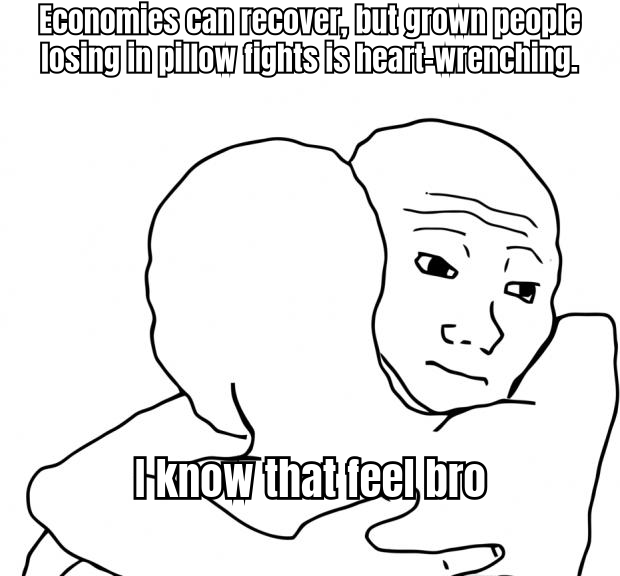 Economies can recover, but grown people
losing in pillow fights is heart-wrenching.
I know that feel bro